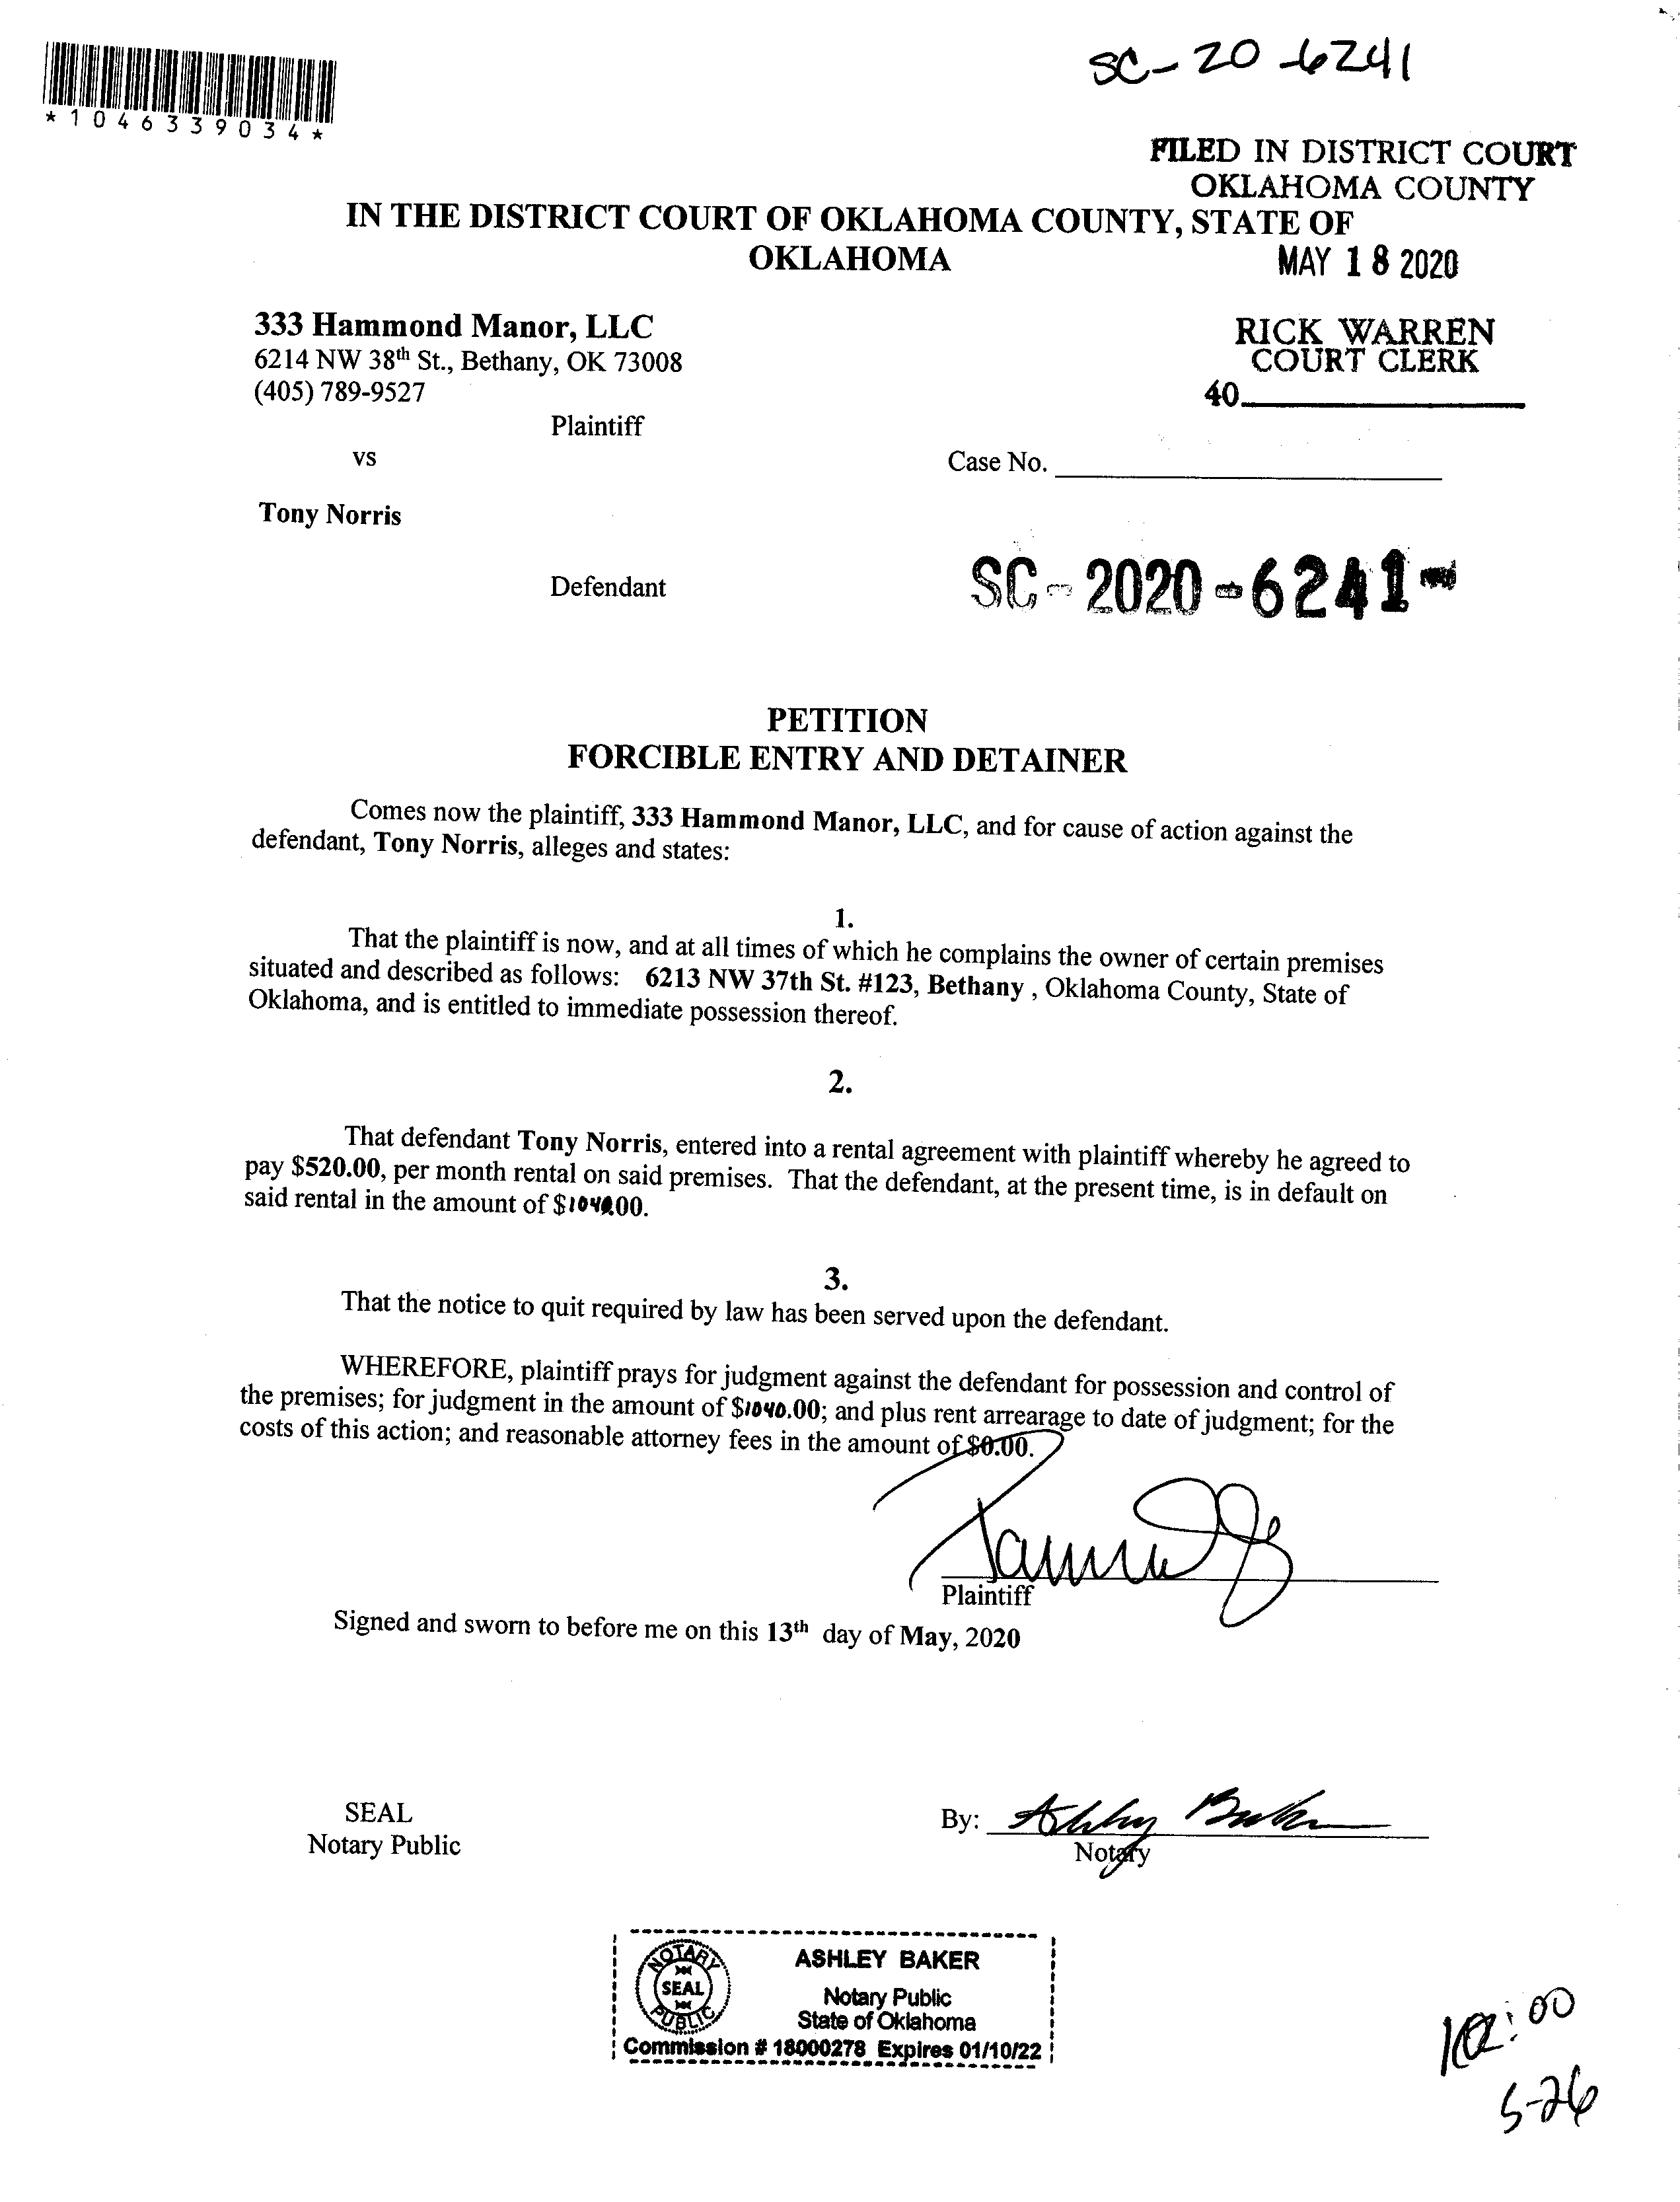 SC-20-6241
*1046339034*
FILED IN DISTRICT COURT
OKLAHOMA COUNTY
IN THE DISTRICT COURT OF OKLAHOMA COUNTY, STATE OF
OKLAHOMA
MAY 18 2020
333 Hammond Manor, LLC
6214 NW 38th St., Bethany, OK 73008
(405) 789-9527
RICK WARREN
COURT CLERK
40
Plaintiff
vs
Case No.
Tony Norris
Defendant
SC-2020-6241-
PETITION
FORCIBLE ENTRY AND DETAINER
Comes now the plaintiff, 333 Hammond Manor, LLC, and for cause of action against the
defendant, Tony Norris, alleges and states:
1.
That the plaintiff is now, and at all times of which he complains the owner of certain premises
situated and described as follows: 6213 NW 37th St. #123, Bethany , Oklahoma County, State of
Oklahoma, and is entitled to immediate possession thereof.
2.
That defendant Tony Norris, entered into a rental agreement with plaintiff whereby he agreed to
pay $520.00, per month rental on said premises. That the defendant, at the present time, is in default on
said rental in the amount of $1040.00.
3.
That the notice to quit required by law has been served upon the defendant.
WHEREFORE, plaintiff prays for judgment against the defendant for possession and control of
the premises; for judgment in the amount of $1040.00; and plus rent arrearage to date of judgment; for the
costs of this action; and reasonable attorney fees in the amount of $0.00.
Plaintiff
Signed and sworn to before me on this 13th day of May, 2020
SEAL
Notary Public
By: Ashley Baker
Notary
NOTARY
SEAL
PUBLIC
ASHLEY BAKER
Notary Public
State of Oklahoma
Commission # 18000278 Expires 01/10/22
5-26